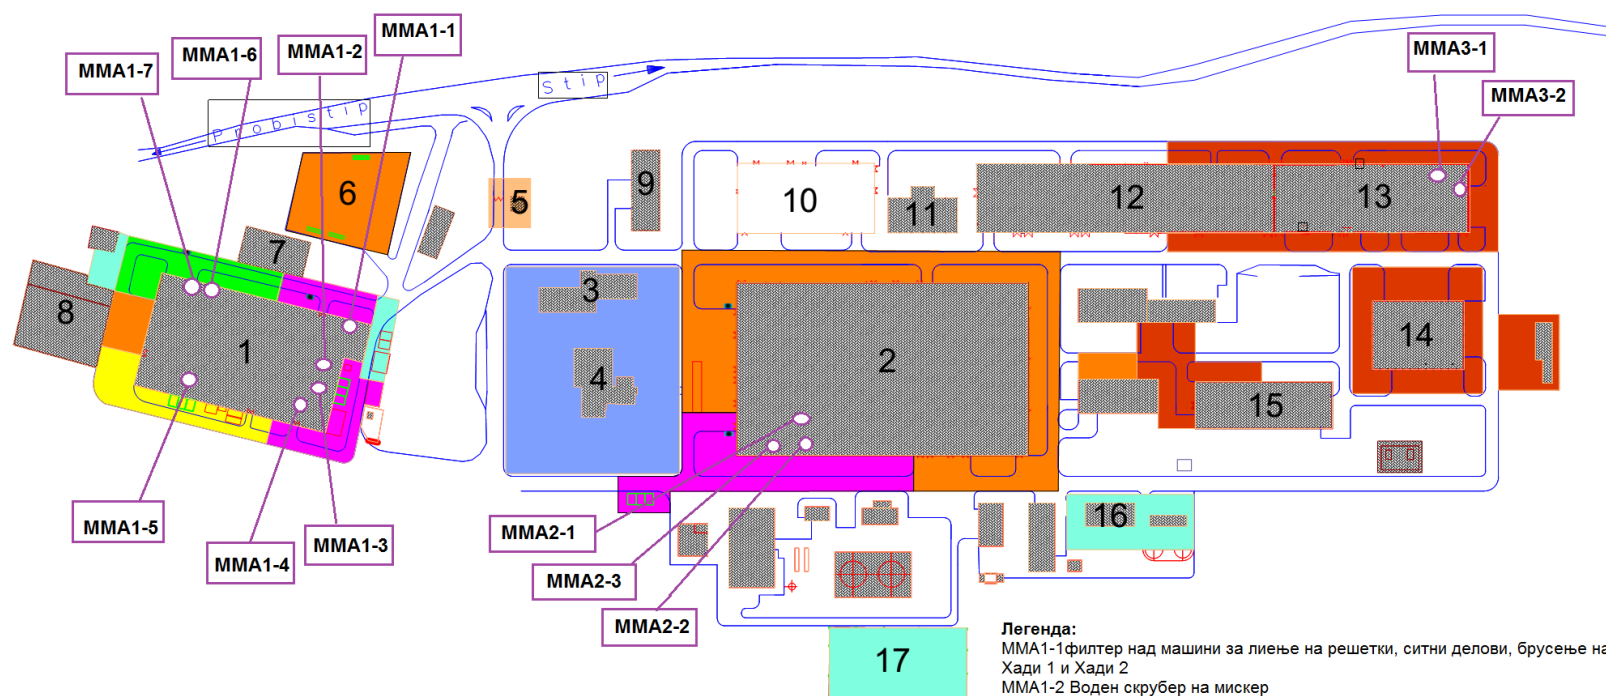 MMA1-1
MMA1-6
MMA1-2
MMA1-7
MMA3-1
MMA3-2
Stip
Probistip
6
5
9
10
11
12
13
7
8
1
3
4
2
14
15
16
17
MMA1-5
MMA1-4
MMA1-3
MMA2-1
MMA2-3
MMA2-2
Легенда:
ММА1-1филтер над машини за лиење на решетки, ситни делови, брусење на
Хади 1 и Хади 2
ММА1-2 Воден скрубер на мискер